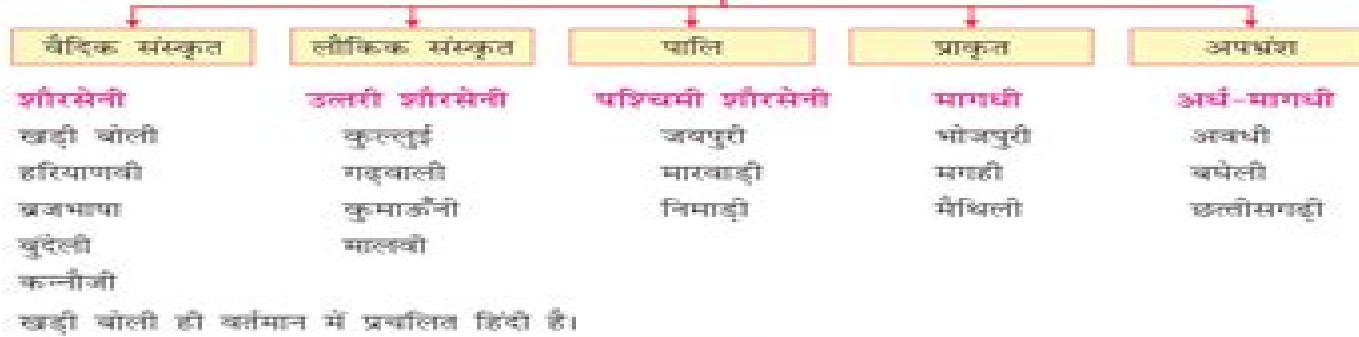 वैदिक संस्कृत लौकिक संस्कृत पालि प्राकृत अपभ्रंश
शौरसेनी उत्तरी शौरसेनी पश्चिमी शौरसेनी मागधी अर्ध-मागधी
खड़ी बोली कुल्लुई जयपुरी भोजपुरी अवधी
हरियाणवी गढ़वाली मारवाड़ी मगही बघेली
ब्रजभाषा कुमाऊँनी निमाड़ी मैथिली छत्तीसगढ़ी
बुंदेली मालवी
कन्नौजी
खड़ी बोली ही वर्तमान में प्रचलित हिंदी है।